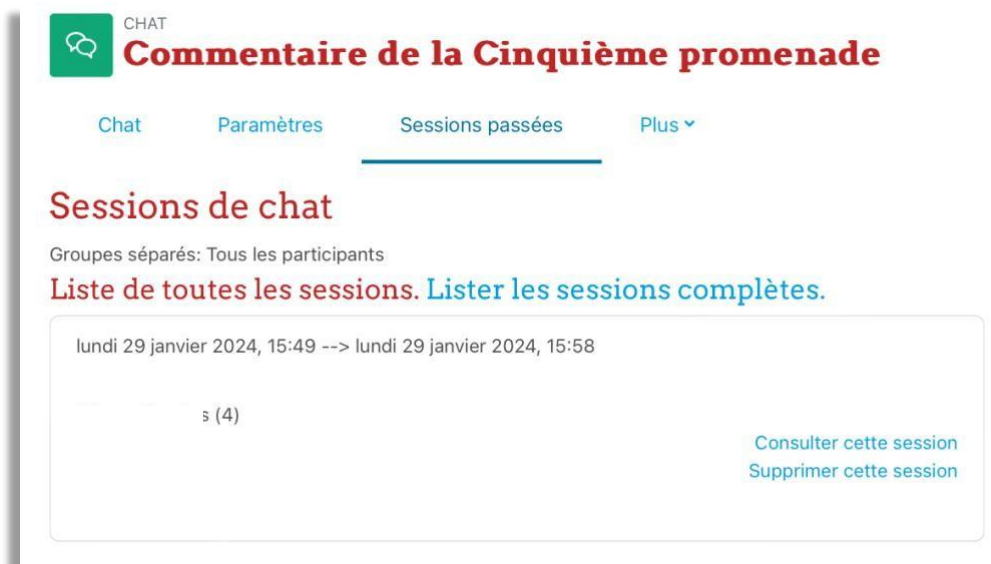 CHAT
Commentaire de la Cinquième promenade
Chat Paramètres Sessions passées Plus
Sessions de chat
Groupes séparés: Tous les participants
Liste de toutes les sessions. Lister les sessions complètes.
lundi 29 janvier 2024, 15:49 --> lundi 29 janvier 2024, 15:58
s (4)
Consulter cette session
Supprimer cette session